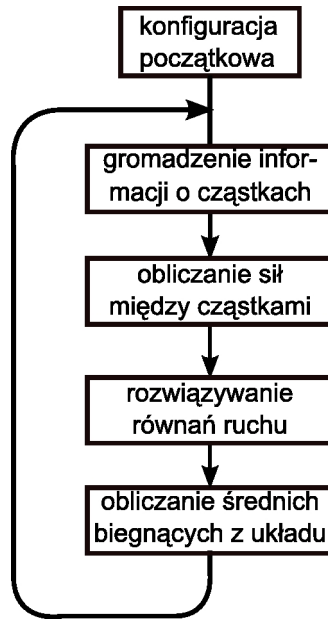 konfiguracja
początkowa
gromadzenie infor-
macji o cząstkach
obliczanie sił
między cząstkami
rozwiązywanie
równań ruchu
obliczanie średnich
biegnących z układu